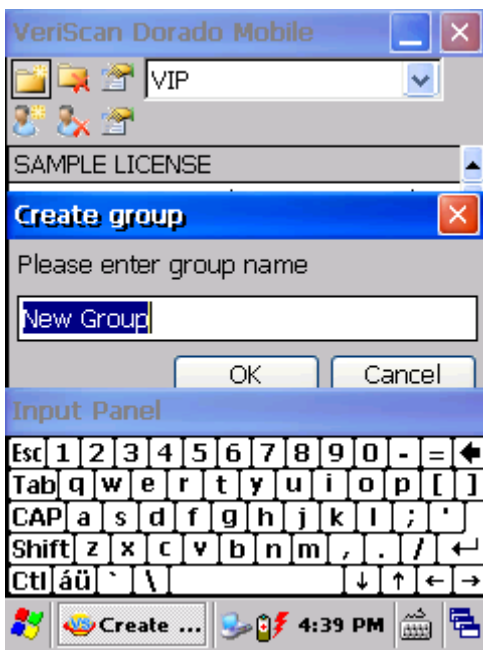 VeriScan Dorado Mobile
VIP
SAMPLE LICENSE
Create group
Please enter group name
New Group
OK Cancel
Input Panel
Esc 1 2 3 4 5 6 7 8 9 0 - =
Tab q w e r t y u i o p [ ]
CAP a s d f g h j k l ; '
Shift z x c v b n m , . /
Ctl áü ` \
Create ... 4:39 PM